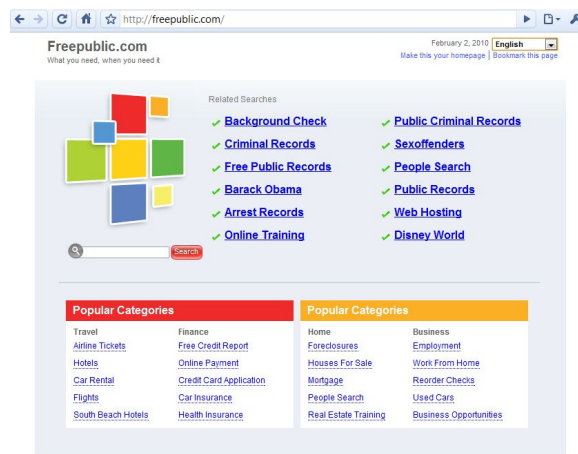 http://freepublic.com/
Freepublic.com
What you need, when you need it
February 2, 2010 English
Make this your homepage | Bookmark this page
Related Searches
Background Check
Public Criminal Records
Criminal Records
Sexoffenders
Free Public Records
People Search
Barack Obama
Public Records
Arrest Records
Web Hosting
Online Training
Disney World
Search
Popular Categories
Popular Categories
Travel Finance
Home Business
Airline Tickets Free Credit Report
Foreclosures Employment
Hotels Online Payment
Houses For Sale Work From Home
Car Rental Credit Card Application
Mortgage Reorder Checks
Flights Car Insurance
People Search Used Cars
South Beach Hotels Health Insurance
Real Estate Training Business Opportunities